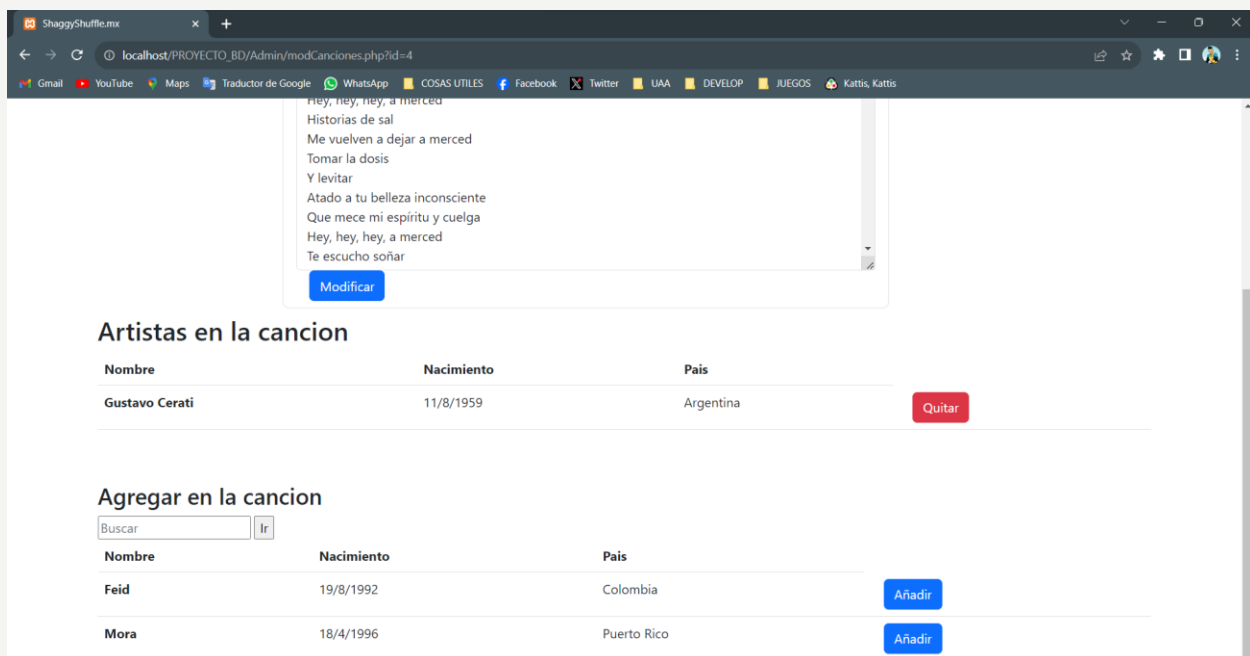 ShaggyShuffle.mx
localhost/PROYECTO_BD/Admin/modCanciones.php?id=4
Gmail YouTube Maps Traductor de Google WhatsApp COSAS UTILES Facebook Twitter UAA DEVELOP JUEGOS Kattis, Kattis
Hey, hey, hey, a merced
Historias de sal
Me vuelven a dejar a merced
Tomar la dosis
Y levitar
Atado a tu belleza inconsciente
Que mece mi espíritu y cuelga
Hey, hey, hey, a merced
Te escucho soñar
Modificar
Artistas en la cancion
Nombre Nacimiento Pais
Gustavo Cerati 11/8/1959 Argentina Quitar
Agregar en la cancion
Buscar Ir
Nombre Nacimiento Pais
Feid 19/8/1992 Colombia Añadir
Mora 18/4/1996 Puerto Rico Añadir